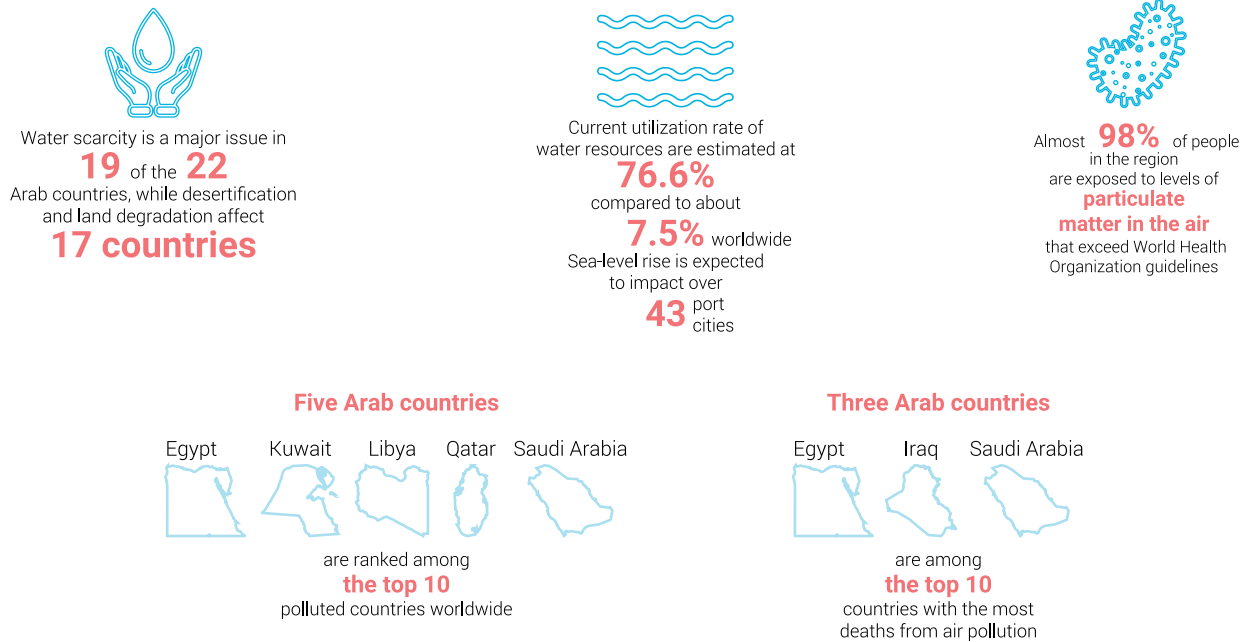 Water scarcity is a major issue in
19 of the 22
Arab countries, while desertification
and land degradation affect
17 countries
Current utilization rate of
water resources are estimated at
76.6%
compared to about
7.5% worldwide
Sea-level rise is expected
to impact over
43 port
cities
Almost 98% of people
in the region
are exposed to levels of
particulate
matter in the air
that exceed World Health
Organization guidelines
Five Arab countries
Egypt Kuwait Libya Qatar Saudi Arabia
are ranked among
the top 10
polluted countries worldwide
Three Arab countries
Egypt Iraq Saudi Arabia
are among
the top 10
countries with the most
deaths from air pollution